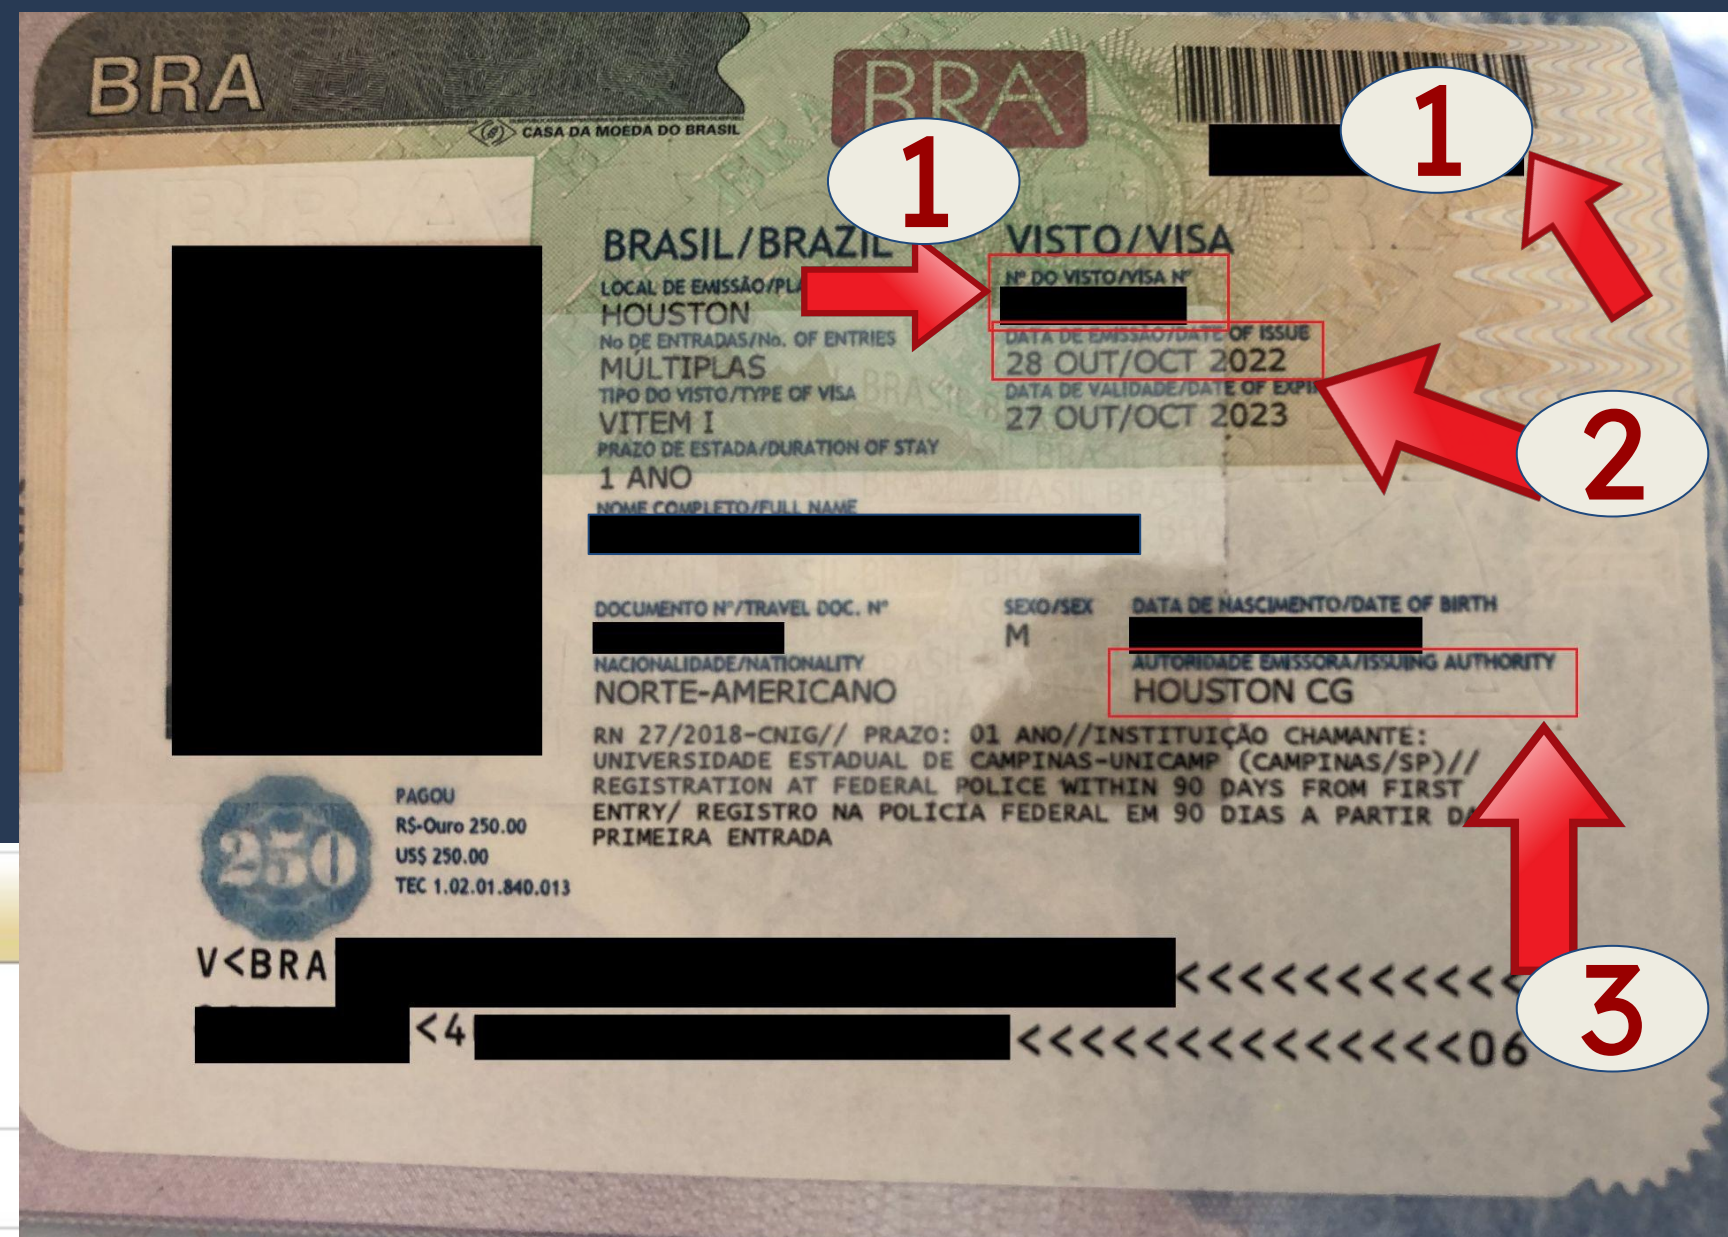 BRA
CASA DA MOEDA DO BRASIL
BRA
1
1
BRASIL/BRAZIL
VISTO/VISA
LOCAL DE EMISSÃO/PLA
Nº DO VISTO/VISA Nº
HOUSTON
No DE ENTRADAS/No. OF ENTRIES
DATA DE EMISSÃO/DATE OF ISSUE
MÚLTIPLAS
28 OUT/OCT 2022
TIPO DO VISTO/TYPE OF VISA
DATA DE VALIDADE/DATE OF EXPI
VITEM I
27 OUT/OCT 2023
2
PRAZO DE ESTADA/DURATION OF STAY
1 ANO
NOME COMPLETO/FULL NAME
DOCUMENTO Nº/TRAVEL DOC. Nº
SEXO/SEX
DATA DE NASCIMENTO/DATE OF BIRTH
M
NACIONALIDADE/NATIONALITY
AUTORIDADE EMISSORA/ISSUING AUTHORITY
NORTE-AMERICANO
HOUSTON CG
RN 27/2018-CNIG// PRAZO: 01 ANO//INSTITUIÇÃO CHAMANTE:
UNIVERSIDADE ESTADUAL DE CAMPINAS-UNICAMP (CAMPINAS/SP)//
REGISTRATION AT FEDERAL POLICE WITHIN 90 DAYS FROM FIRST
ENTRY/ REGISTRO NA POLÍCIA FEDERAL EM 90 DIAS A PARTIR DA
PRIMEIRA ENTRADA
250
PAGOU
R$-Ouro 250.00
US$ 250.00
TEC 1.02.01.840.013
V<BRA
<<<<<<<<<<<
3
<4
<<<<<<<<<<<<<<06